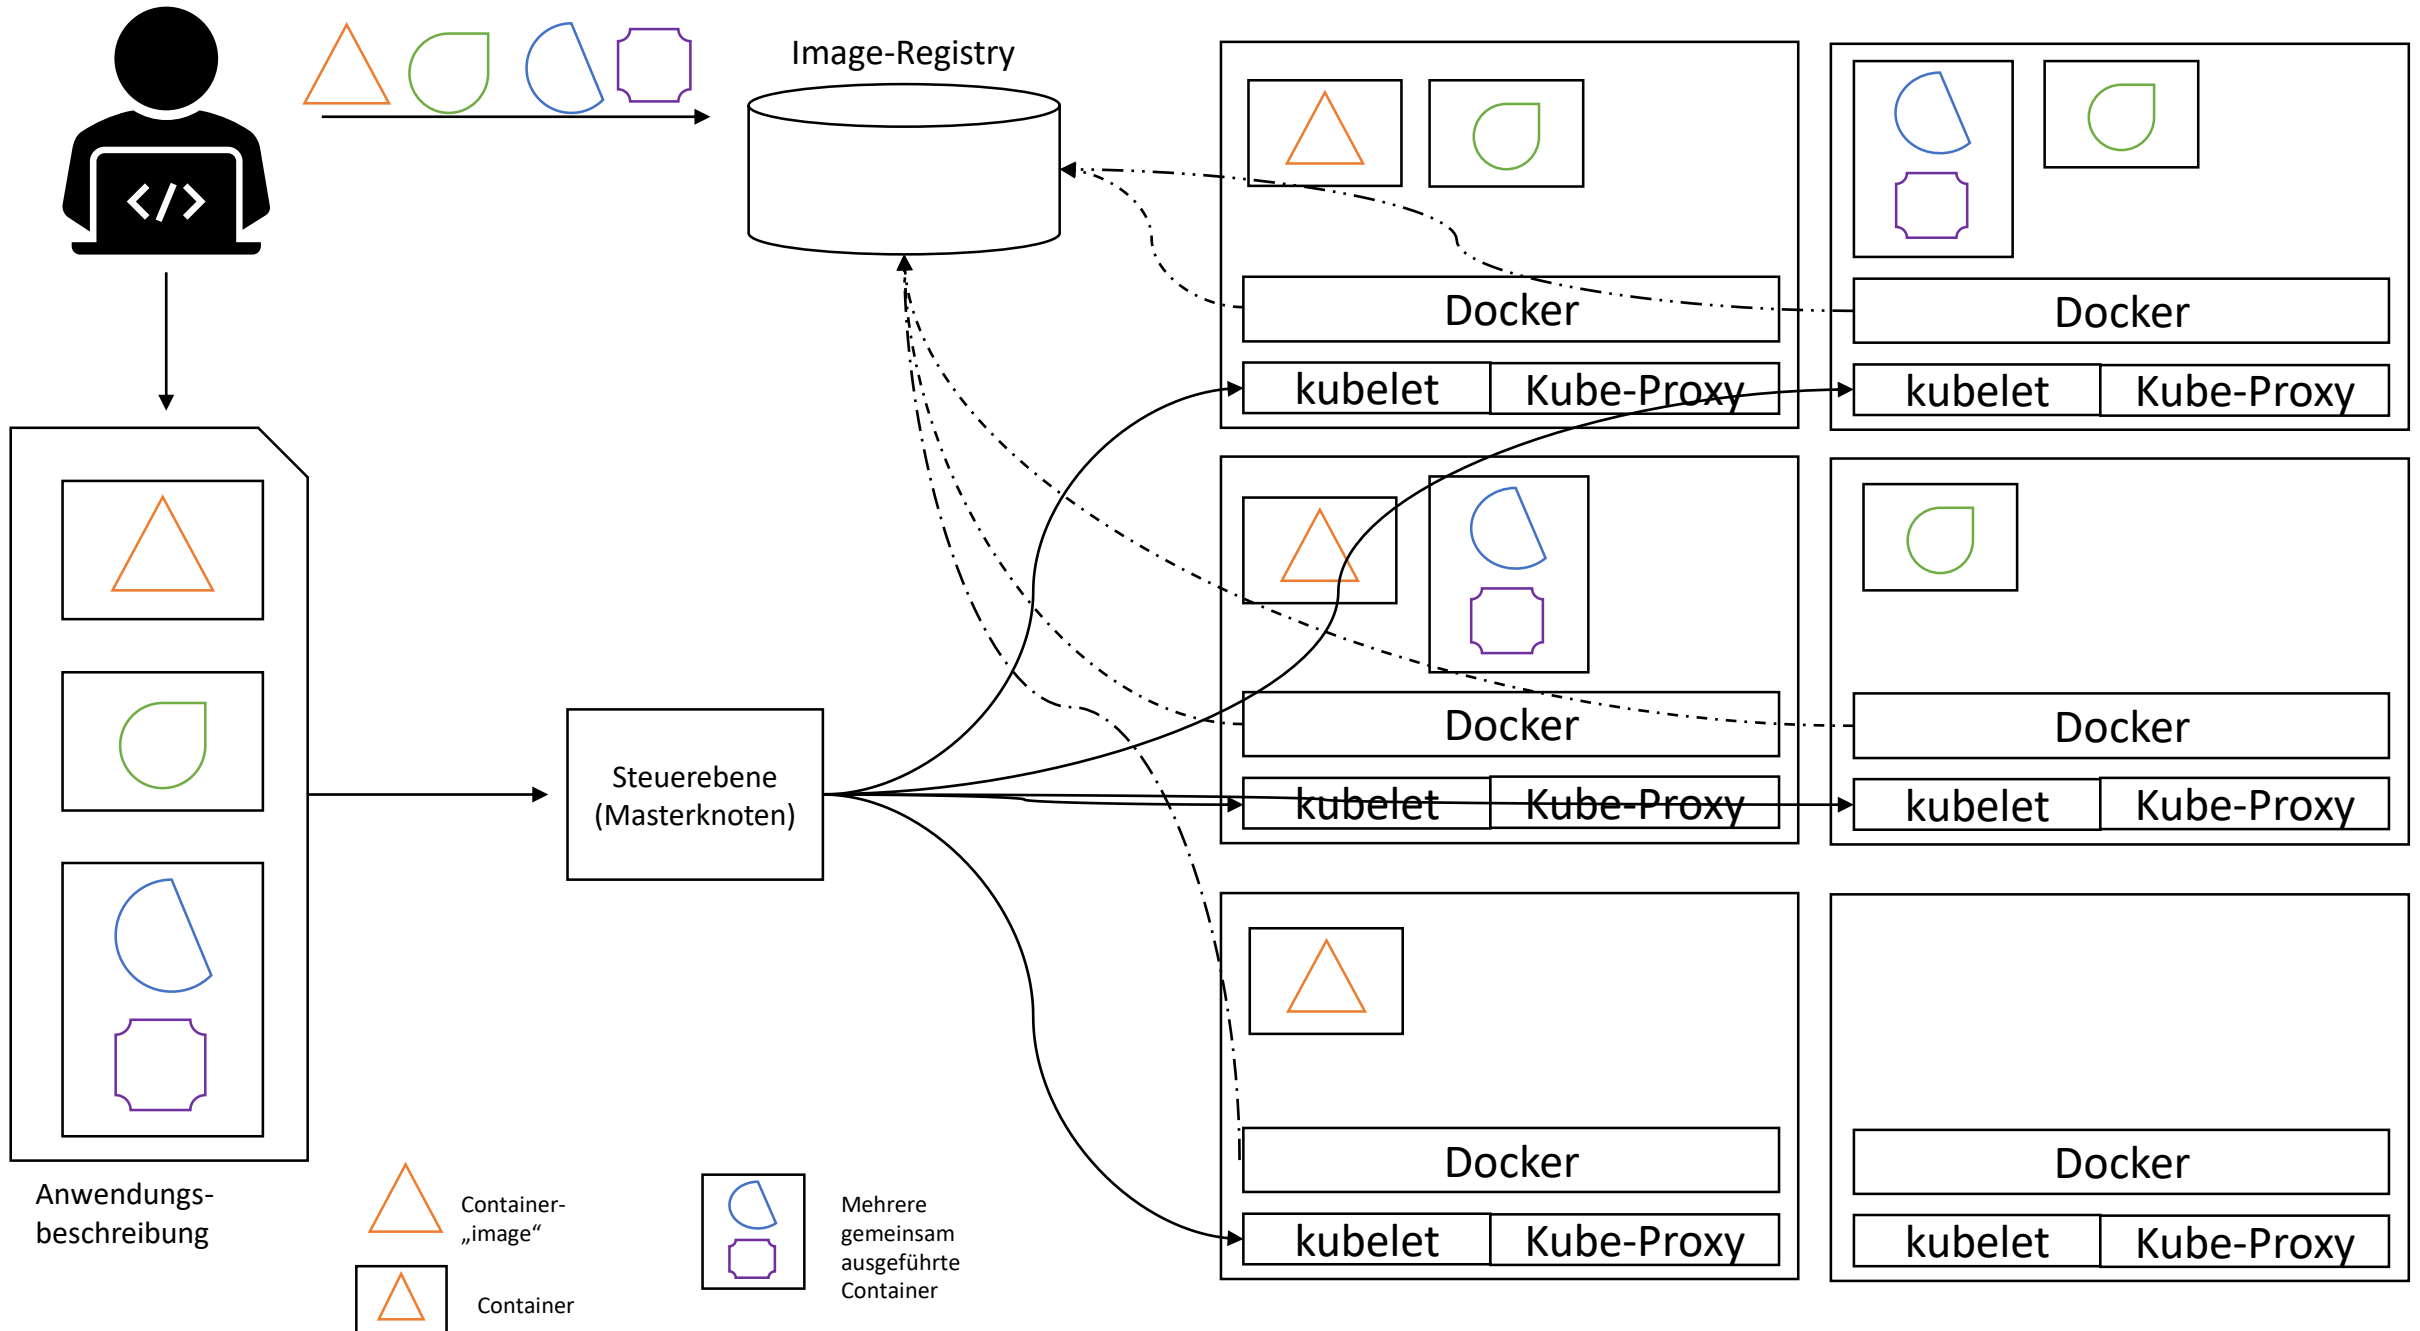 Image-Registry
</>
Docker
Docker
kubelet
Kube-Proxy
kubelet
Kube-Proxy
Docker
Docker
Steuerebene
(Masterknoten)
kubelet
Kube-Proxy
kubelet
Kube-Proxy
Docker
Docker
kubelet
Kube-Proxy
kubelet
Kube-Proxy
Anwendungs-
beschreibung
Container-
„image“
Container
Mehrere
gemeinsam
ausgeführte
Container